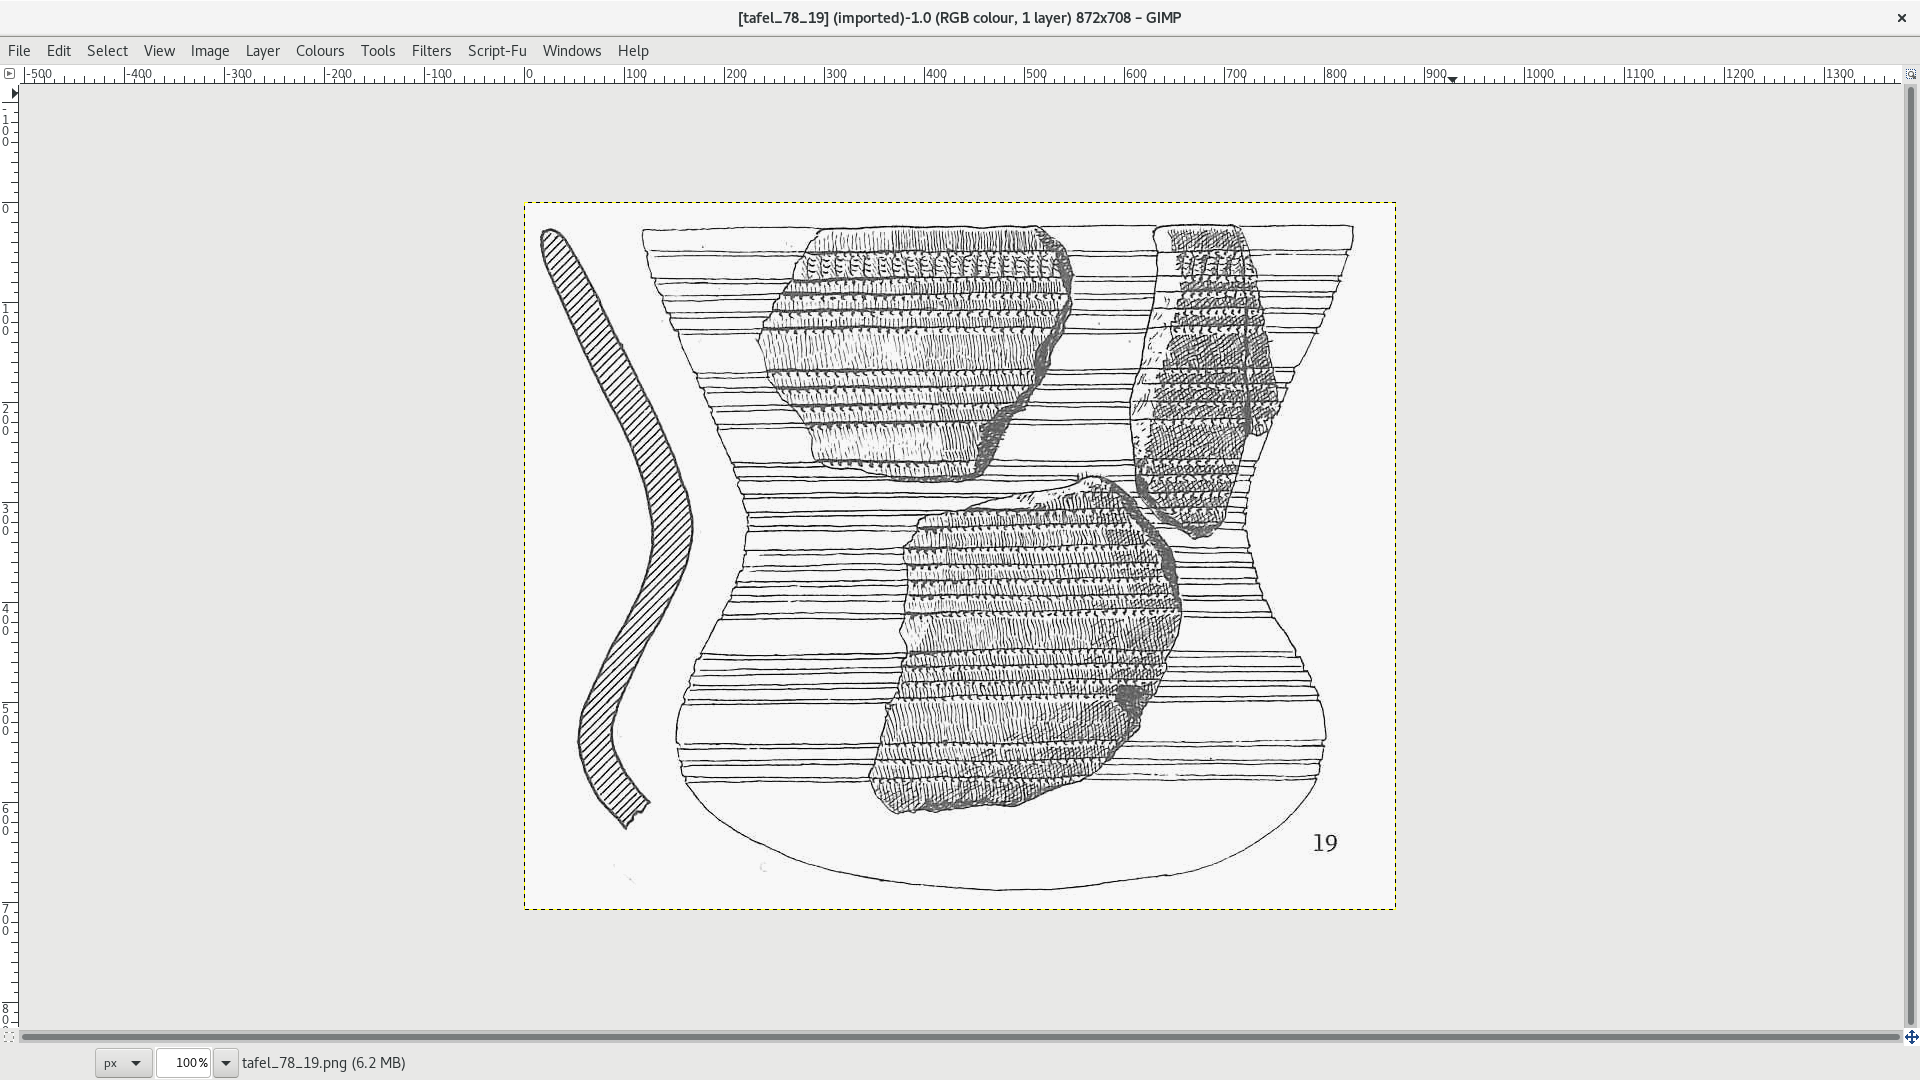 [tafel_78_19] (imported)-1.0 (RGB colour, 1 layer) 872x708 – GIMP
File Edit Select View Image Layer Colours Tools Filters Script-Fu Windows Help
-500 -400 -300 -200 -100 0 100 200 300 400 500 600 700 800 900 1000 1100 1200 1300
-100
0
100
200
300
400
500
600
700
19
px 100% tafel_78_19.png (6.2 MB)